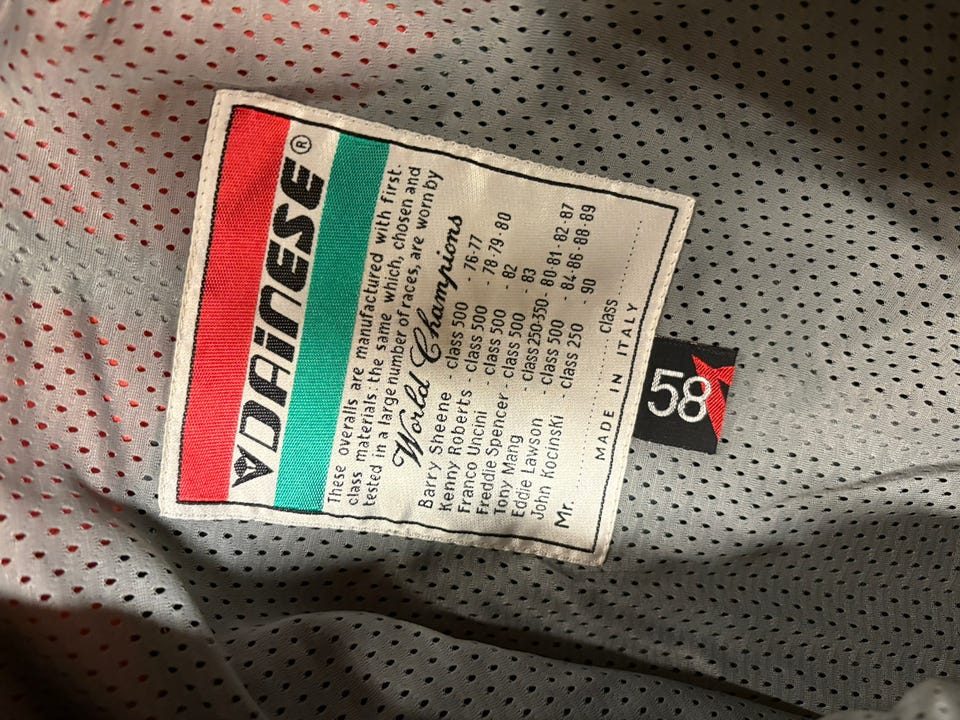 DAINESE®
These overalls are manufactured with first.
class materials: the same which, chosen and
tested in a large number of races, are worn by
World Champions
Barry Sheene - class 500 - 76-77
Kenny Roberts - class 500 - 78-79-80
Franco Uncini - class 500 - 82
Freddie Spencer - class 500 - 83
Tony Mang - class 250-350 - 80-81-82-87
Eddie Lawson - class 500 - 84-86-88-89
John Kocinski - class 250 - 90
Mr. .................... class ..........
MADE IN ITALY
58